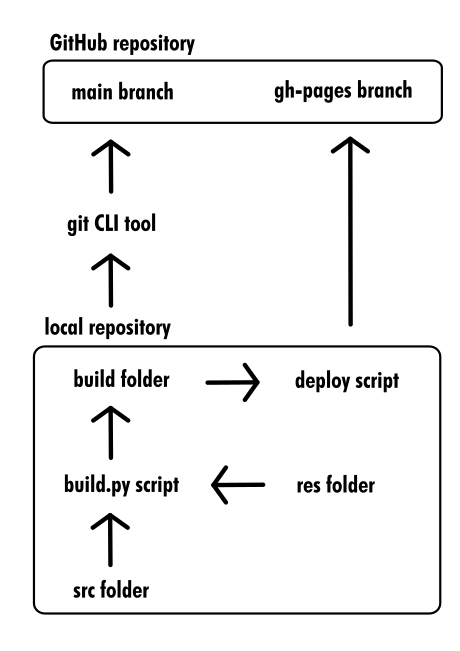 GitHub repository
main branch
gh-pages branch
git CLI tool
local repository
build folder
deploy script
build.py script
res folder
src folder